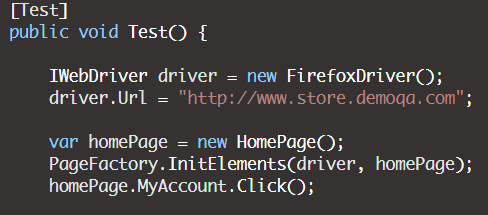 [Test]
public void Test() {
IWebDriver driver = new FirefoxDriver();
driver.Url = "http://www.store.demoqa.com";
var homePage = new HomePage();
PageFactory.InitElements(driver, homePage);
homePage.MyAccount.Click();